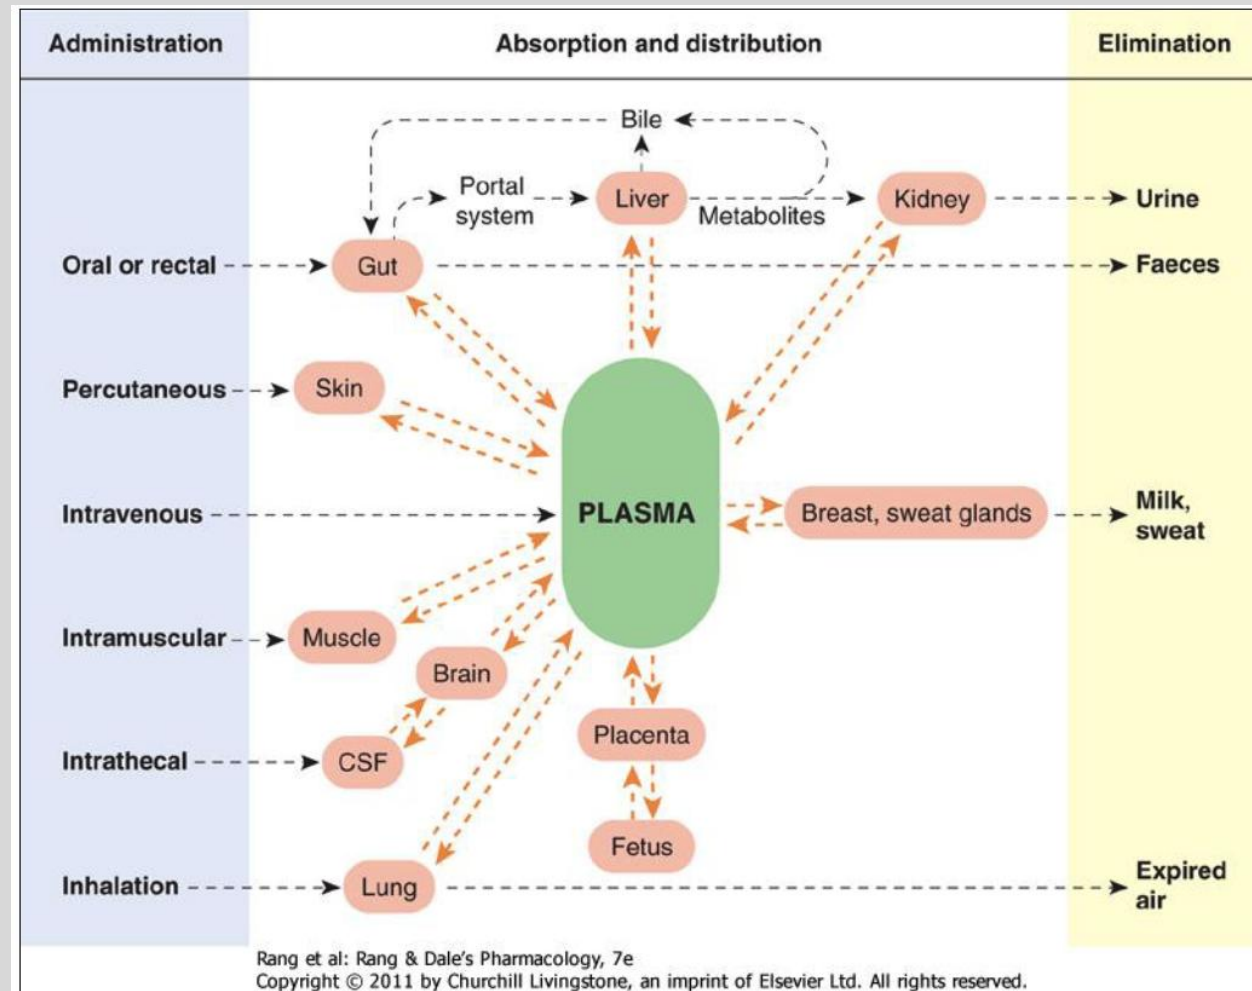 Administration
Absorption and distribution
Elimination
Bile
Portal
system
Liver
Metabolites
Kidney
Urine
Oral or rectal
Gut
Faeces
Percutaneous
Skin
Intravenous
PLASMA
Breast, sweat glands
Milk,
sweat
Intramuscular
Muscle
Brain
Intrathecal
CSF
Placenta
Fetus
Inhalation
Lung
Expired
air
Rang et al: Rang & Dale's Pharmacology, 7e
Copyright © 2011 by Churchill Livingstone, an imprint of Elsevier Ltd. All rights reserved.